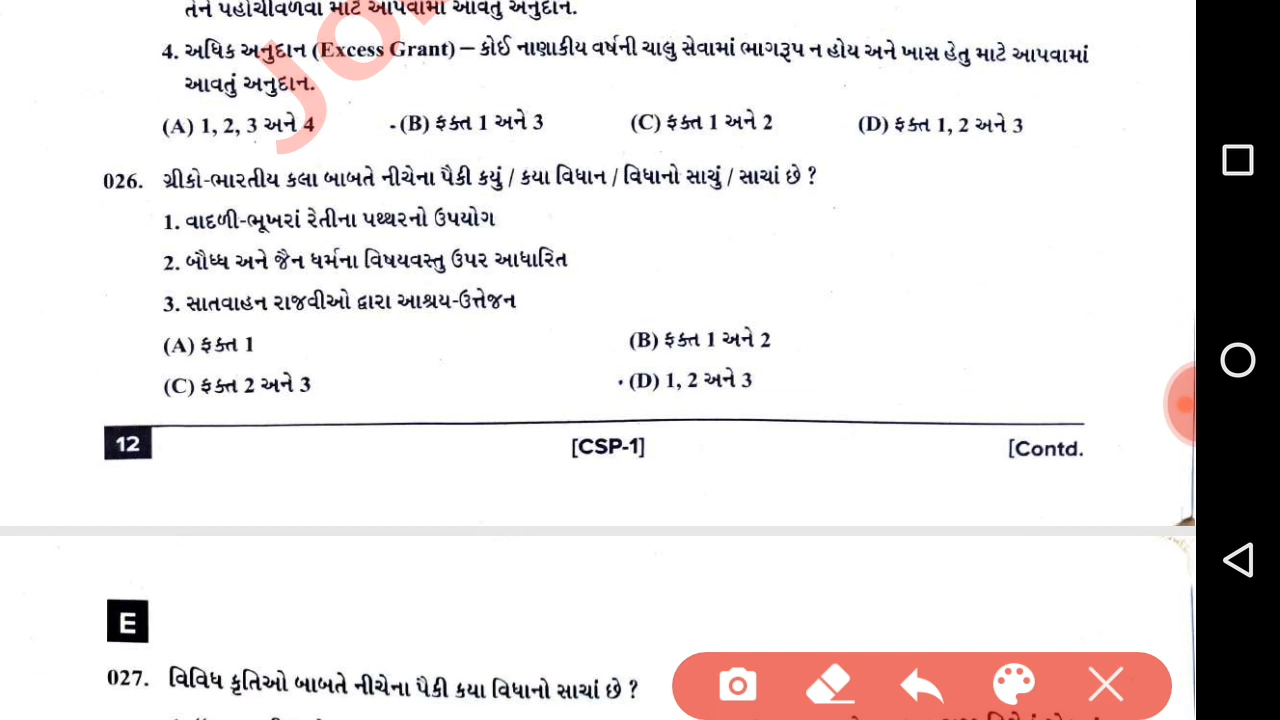 તેને પહોંચીવળવા માટે આપવામાં આવતું અનુદાન.
4. અધિક અનુદાન (Excess Grant) – કોઈ નાણાકીય વર્ષની ચાલુ સેવામાં ભાગરૂપ ન હોય અને ખાસ હેતુ માટે આપવામાં
આવતું અનુદાન.
(A) 1, 2, 3 અને 4 (B) ફક્ત 1 અને 3 (C) ફક્ત 1 અને 2 (D) ફક્ત 1, 2 અને 3
026. ગ્રીકો-ભારતીય કલા બાબતે નીચેના પૈકી કયું / કયા વિધાન / વિધાનો સાચું / સાચાં છે ?
1. વાદળી-ભૂખરાં રેતીના પથ્થરનો ઉપયોગ
2. બૌધ્ધ અને જૈન ધર્મના વિષયવસ્તુ ઉપર આધારિત
3. સાતવાહન રાજવીઓ દ્વારા આશ્રય-ઉત્તેજન
(A) ફક્ત 1 (B) ફક્ત 1 અને 2
(C) ફક્ત 2 અને 3 (D) 1, 2 અને 3
12 [CSP-1] [Contd.
E
027. વિવિધ કૃતિઓ બાબતે નીચેના પૈકી કયા વિધાનો સાચાં છે ?